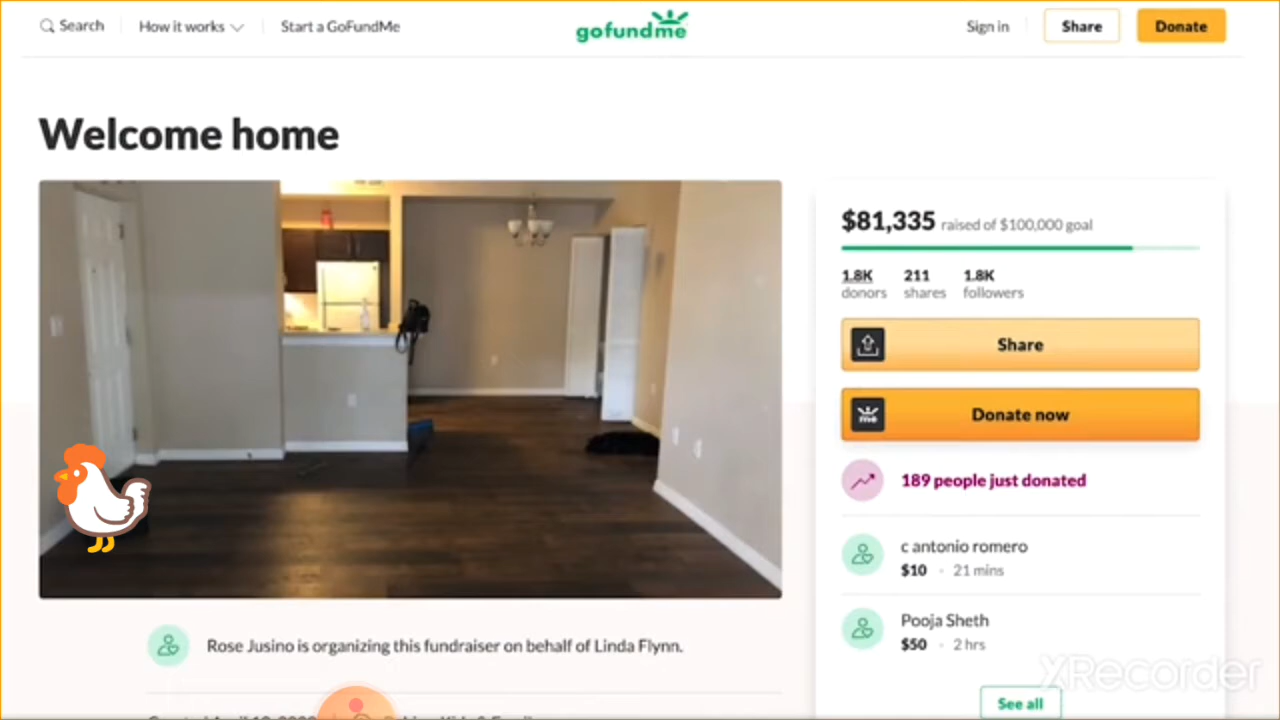 Search
How it works
Start a GoFundMe
gofundme
Sign in
Share
Donate
Welcome home
$81,335 raised of $100,000 goal
1.8K 211 1.8K
donors shares followers
Share
me
Donate now
189 people just donated
c antonio romero
$10 • 21 mins
Pooja Sheth
$50 • 2 hrs
See all
Rose Jusino is organizing this fundraiser on behalf of Linda Flynn.
XRecorder